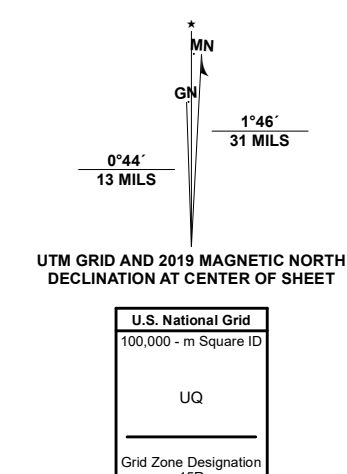 ★
MN
GN
1°46´
31 MILS
0°44´
13 MILS
UTM GRID AND 2019 MAGNETIC NORTH
DECLINATION AT CENTER OF SHEET
U.S. National Grid
100,000 - m Square ID
UQ
Grid Zone Designation